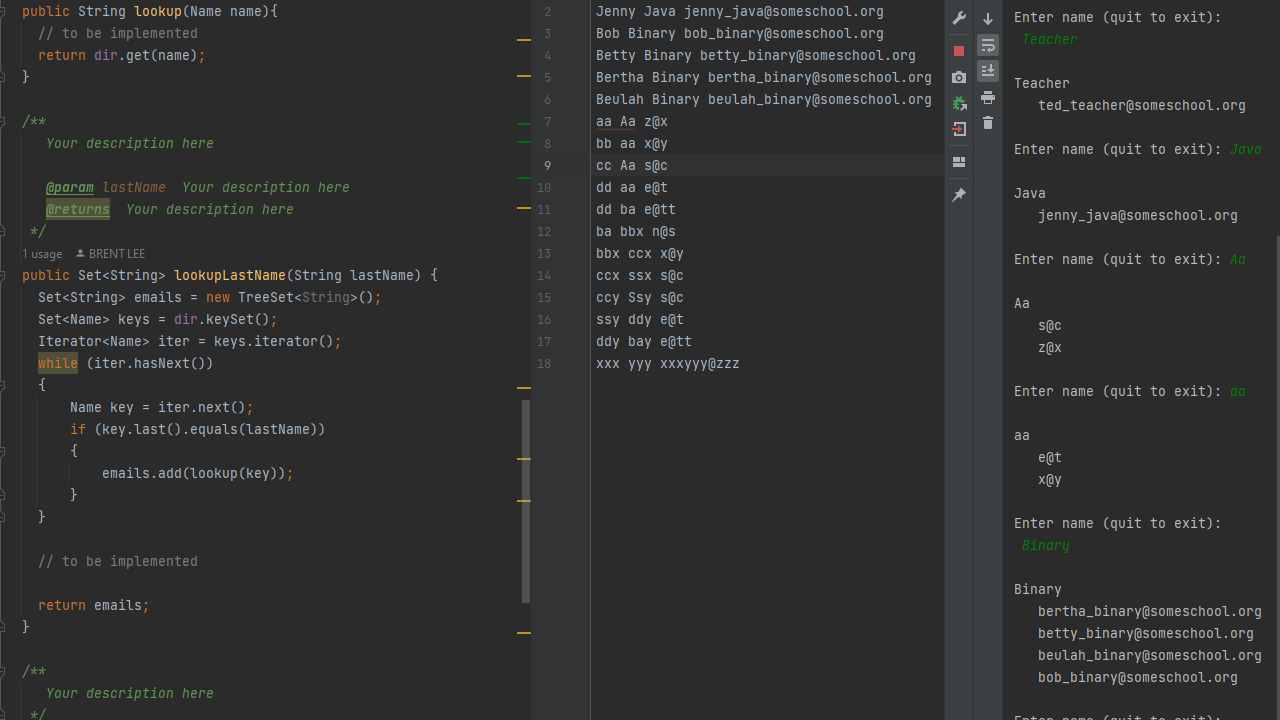 public String lookup(Name name){
// to be implemented
return dir.get(name);
}
/**
Your description here
@param lastName  Your description here
@returns  Your description here
*/
1 usage  BRENT LEE
public Set<String> lookupLastName(String lastName) {
Set<String> emails = new TreeSet<String>();
Set<Name> keys = dir.keySet();
Iterator<Name> iter = keys.iterator();
while (iter.hasNext())
{
Name key = iter.next();
if (key.last().equals(lastName))
{
emails.add(lookup(key));
}
}
// to be implemented
return emails;
}
/**
Your description here
*/
2 Jenny Java jenny_java@someschool.org
3 Bob Binary bob_binary@someschool.org
4 Betty Binary betty_binary@someschool.org
5 Bertha Binary bertha_binary@someschool.org
6 Beulah Binary beulah_binary@someschool.org
7 aa Aa z@x
8 bb aa x@y
9 cc Aa s@c
10 dd aa e@t
11 dd ba e@tt
12 ba bbx n@s
13 bbx ccx x@y
14 ccx ssx s@c
15 ccy Ssy s@c
16 ssy ddy e@t
17 ddy bay e@tt
18 xxx yyy xxxyyy@zzz
Enter name (quit to exit):
Teacher
Teacher
ted_teacher@someschool.org
Enter name (quit to exit): Java
Java
jenny_java@someschool.org
Enter name (quit to exit): Aa
Aa
s@c
z@x
Enter name (quit to exit): aa
aa
e@t
x@y
Enter name (quit to exit):
Binary
Binary
bertha_binary@someschool.org
betty_binary@someschool.org
beulah_binary@someschool.org
bob_binary@someschool.org
Enter name (quit to exit):